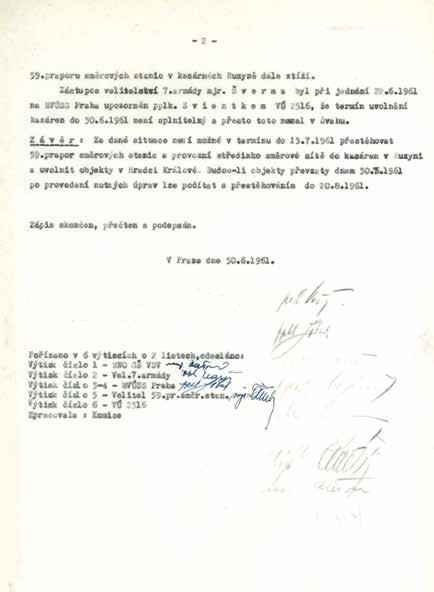 - 2 -
59.praporu směrových stanic v kasárnách Ruzyně dále ztíží.
Zástupce velitelství 7.armády mjr. Š v e r m a byl při jednání 22.6.1961
na MVÚSS Praha upozorněn pplk. S v i e n t k e m VÚ 2516, že termín uvolnění
kasáren do 30.6.1961 není splnitelný a přesto toto nevzal v úvahu.
Z á v ě r : Za dané situace není možné v termínu do 15.7.1961 přestěhovat
59.prapor směrových stanic a provozní středisko směrové sítě do kasáren v Ruzyni
a uvolnit objekty v Hradci Králové. Budou-li objekty převzaty dnem 30.6.1961
po provedení nutných úprav lze počítat s přestěhováním do 20.8.1961.
Zápis skončen, přečten a podepsán.
V Praze dne 30.6.1961.
Pořízeno v 6 výtiscích o 2 listech, odesláno:
Výtisk číslo 1 - MNO GŠ VSV
Výtisk číslo 2 - Vel.7.armády
Výtisk číslo 3-4 - MVÚSS Praha
Výtisk číslo 5 - Velitel 59.pr.směr.stan.
Výtisk číslo 6 - VÚ 2516
Zpracovala : Komise